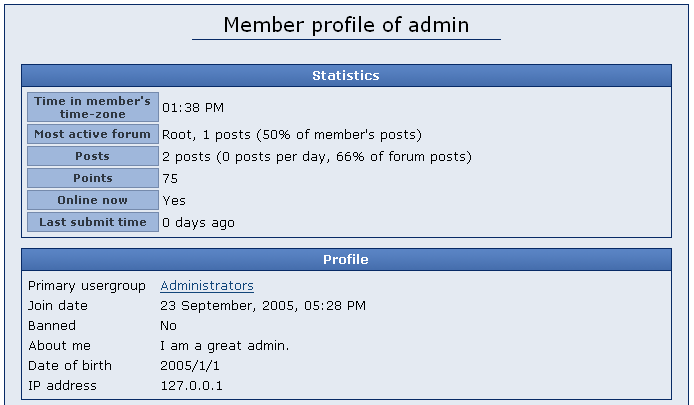 Member profile of admin
Statistics
Time in member's
time-zone
01:38 PM
Most active forum Root, 1 posts (50% of member's posts)
Posts 2 posts (0 posts per day, 66% of forum posts)
Points 75
Online now Yes
Last submit time 0 days ago
Profile
Primary usergroup Administrators
Join date 23 September, 2005, 05:28 PM
Banned No
About me I am a great admin.
Date of birth 2005/1/1
IP address 127.0.0.1